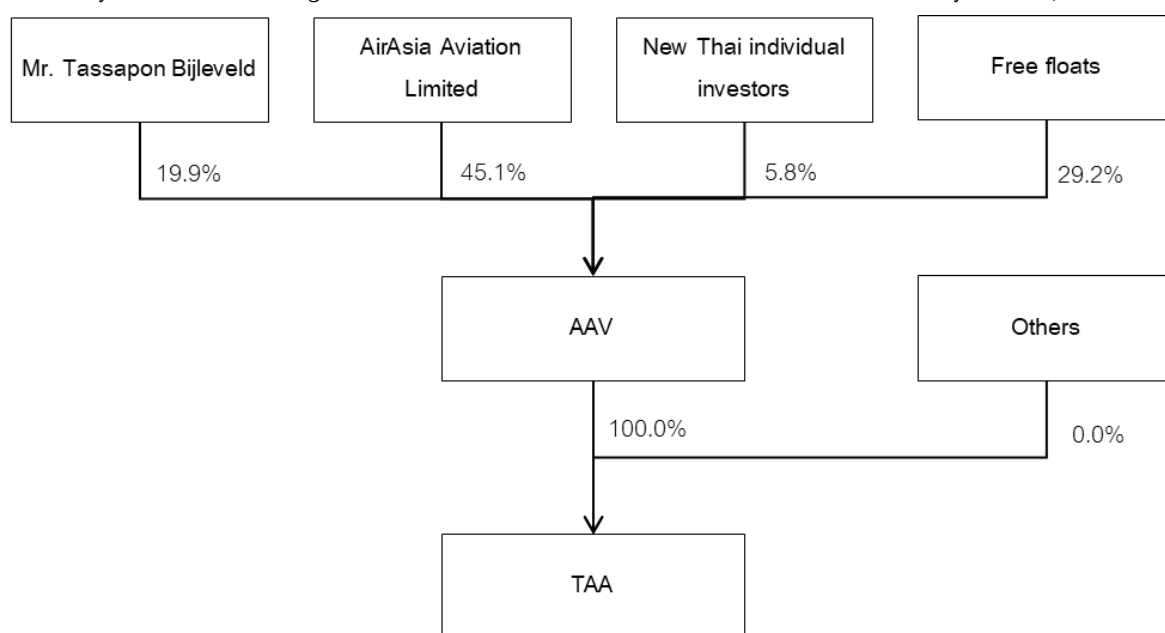 Mr. Tassapon Bijleveld
AirAsia Aviation
Limited
New Thai individual
investors
Free floats
19.9%
45.1%
5.8%
29.2%
AAV
Others
100.0%
0.0%
TAA